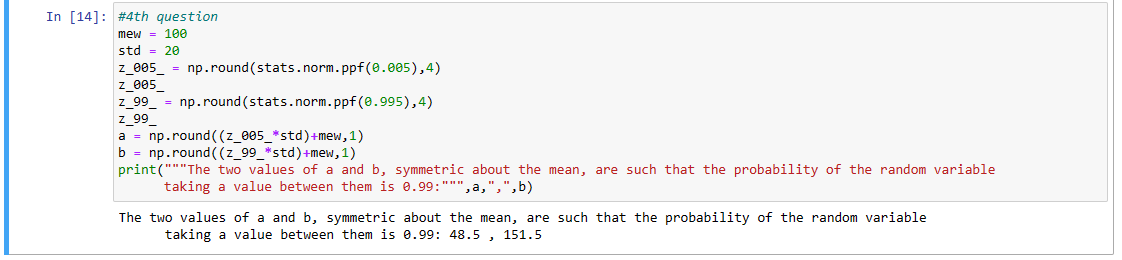 In [14]: #4th question
mew = 100
std = 20
z_005_ = np.round(stats.norm.ppf(0.005),4)
z_005_
z_99_ = np.round(stats.norm.ppf(0.995),4)
z_99_
a = np.round((z_005_*std)+mew,1)
b = np.round((z_99_*std)+mew,1)
print("""The two values of a and b, symmetric about the mean, are such that the probability of the random variable
      taking a value between them is 0.99:""",a,",",b)
The two values of a and b, symmetric about the mean, are such that the probability of the random variable
      taking a value between them is 0.99: 48.5 , 151.5